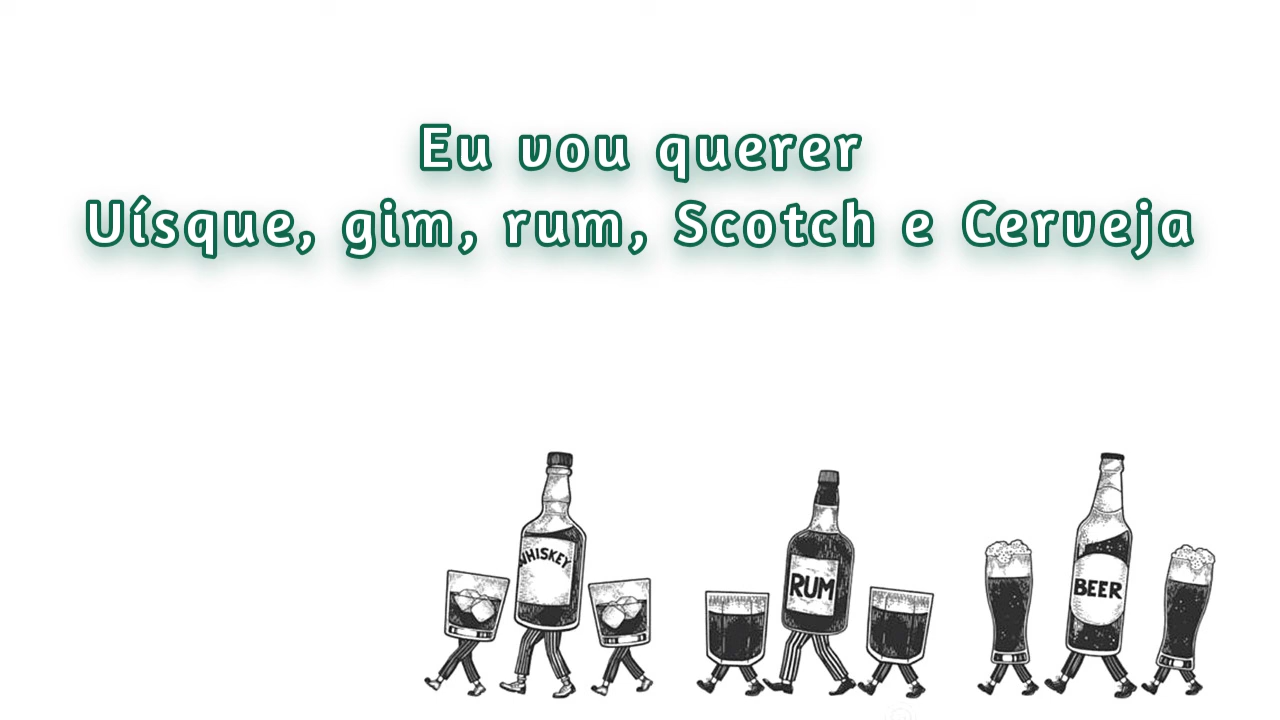 Eu vou querer
Uísque, gim, rum, Scotch e Cerveja
WHISKEY
RUM
BEER